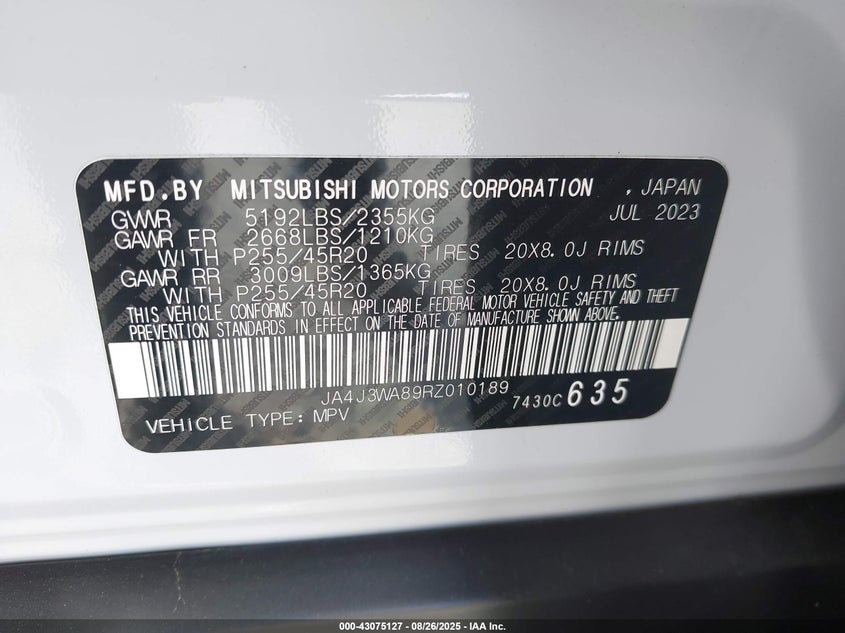 MFD.BY MITSUBISHI MOTORS CORPORATION , JAPAN
GVWR 5192LBS/2355KG JUL 2023
GAWR FR 2668LBS/1210KG
WITH P255/45R20 TIRES 20X8.0J RIMS
GAWR RR 3009LBS/1365KG
WITH P255/45R20 TIRES 20X8.0J RIMS
THIS VEHICLE CONFORMS TO ALL APPLICABLE FEDERAL MOTOR VEHICLE SAFETY AND THEFT
PREVENTION STANDARDS IN EFFECT ON THE DATE OF MANUFACTURE SHOWN ABOVE.
JA4J3WA89RZ010189
VEHICLE TYPE: MPV 7430C 635
000-43075127 - 08/26/2025 - IAA Inc.